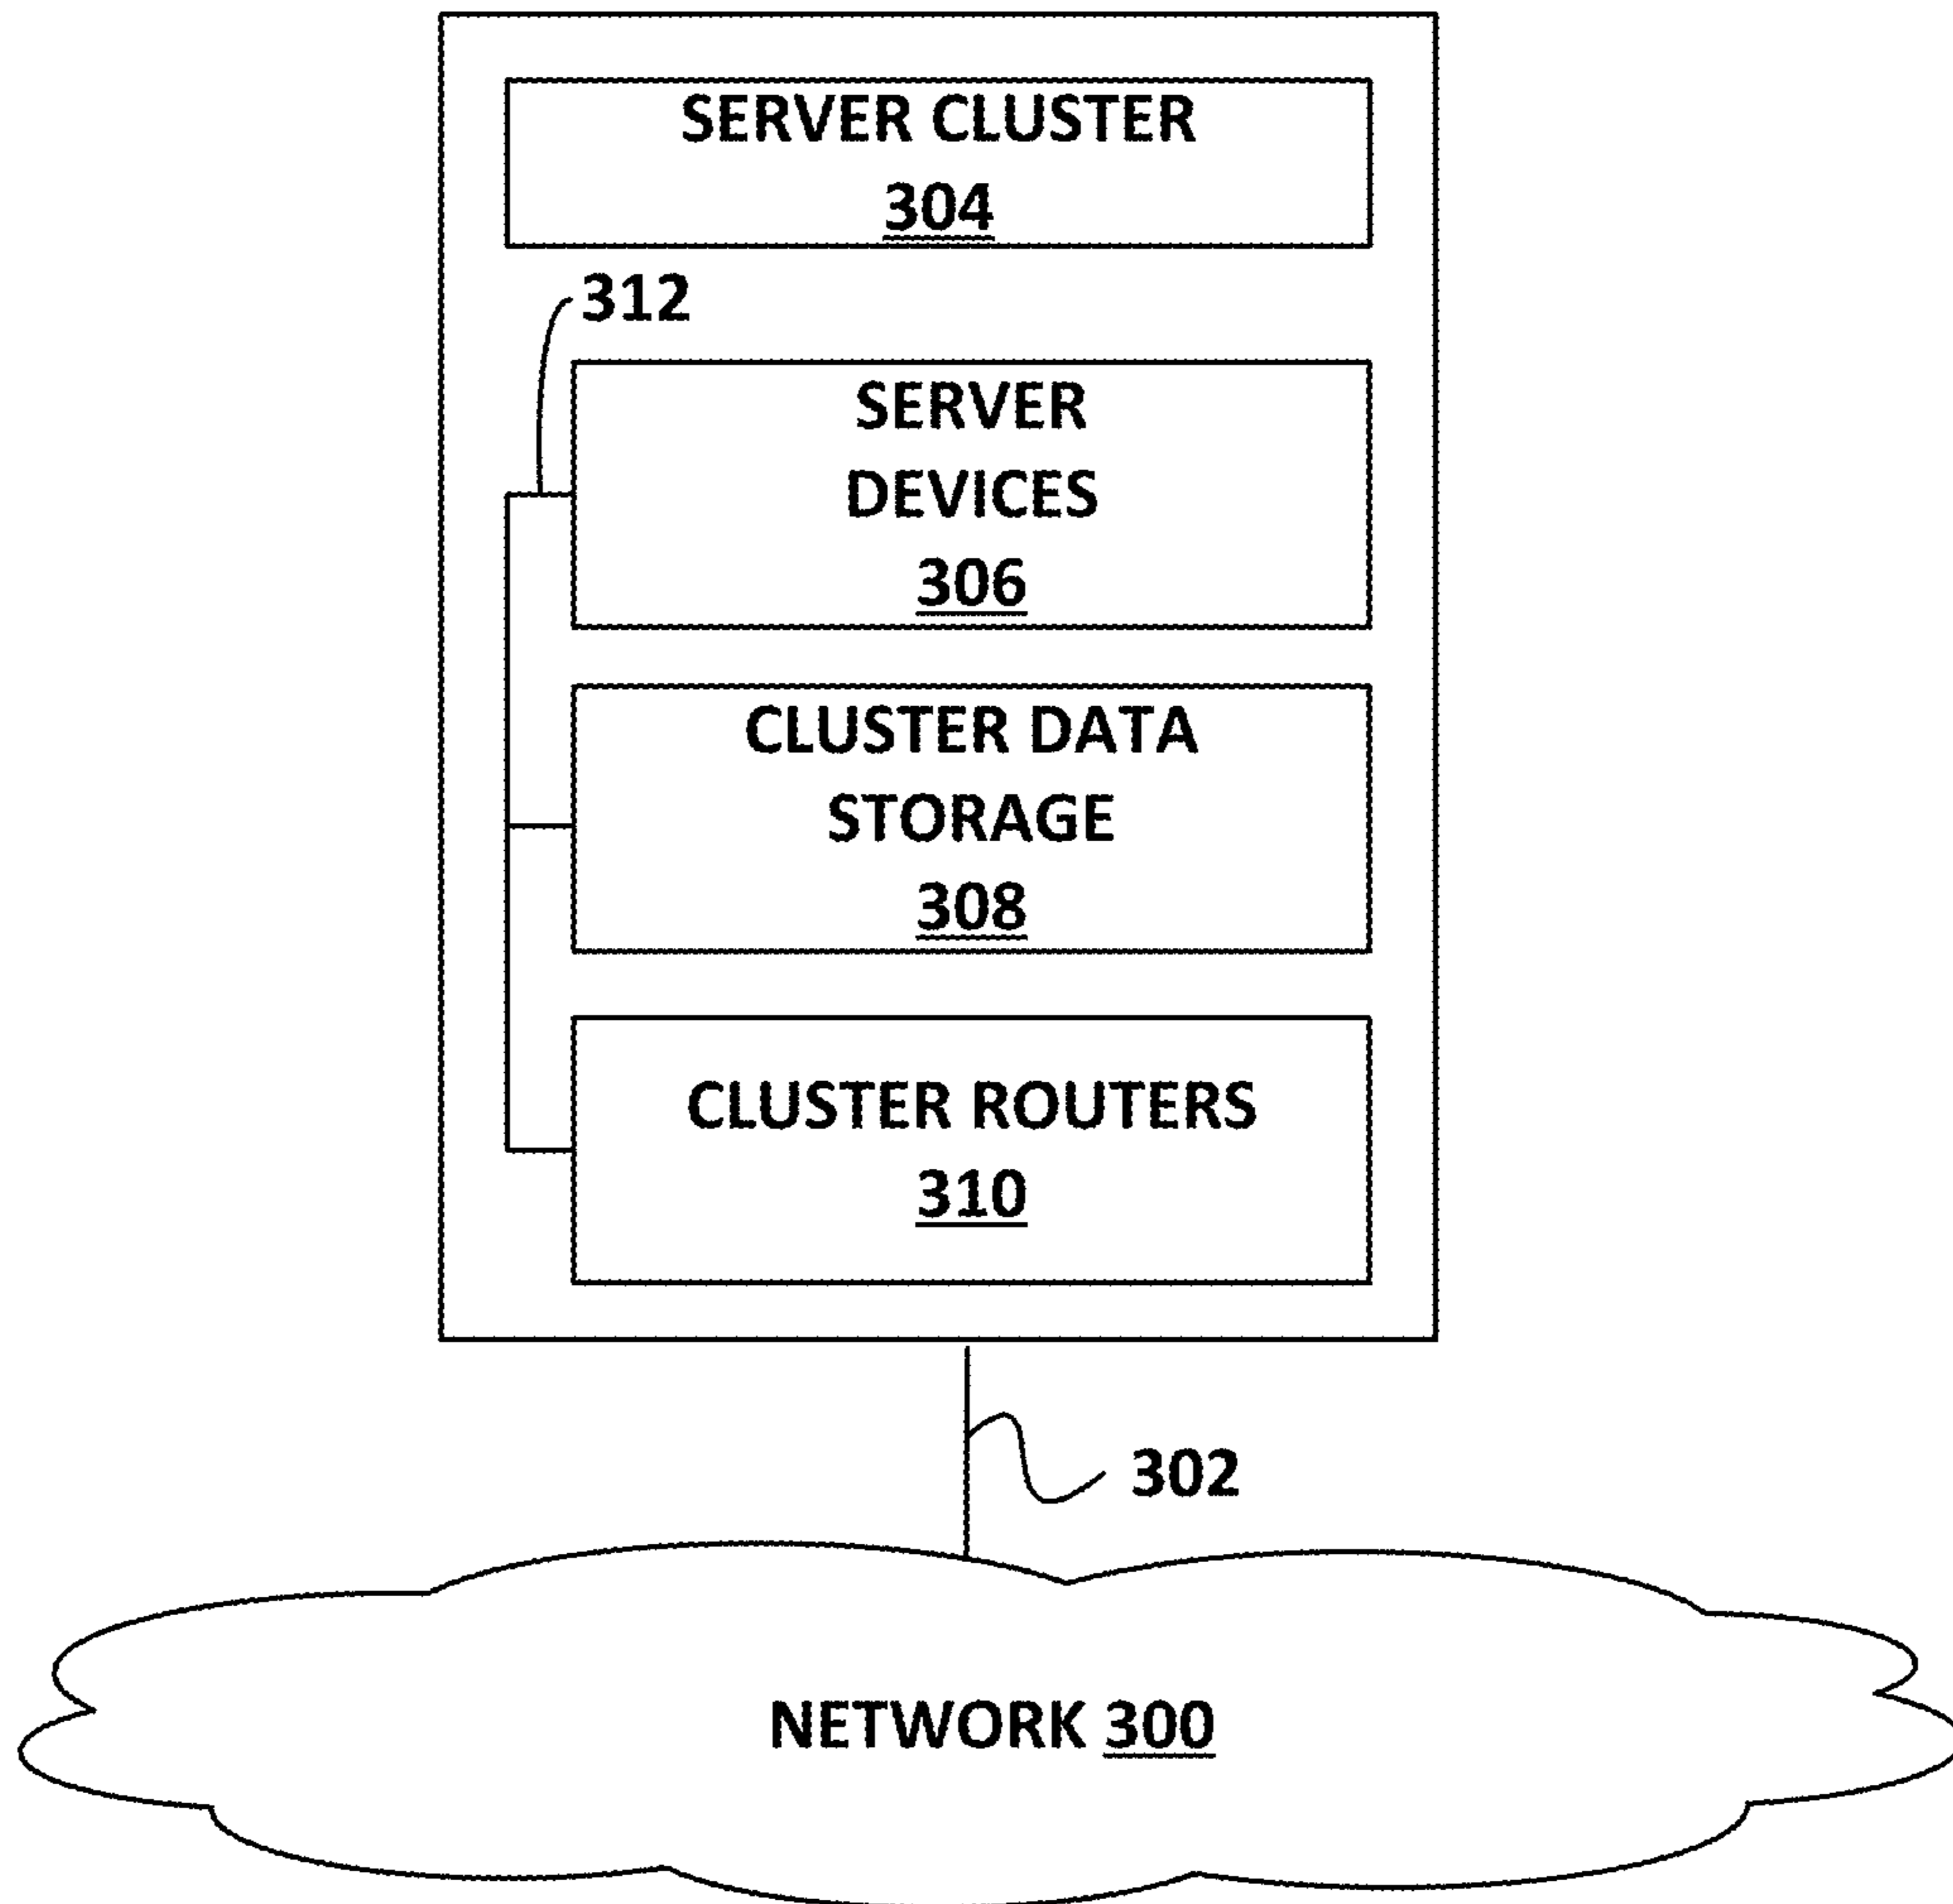 SERVER CLUSTER
304
312
SERVER
DEVICES
306
CLUSTER DATA
STORAGE
308
CLUSTER ROUTERS
310
302
NETWORK 300